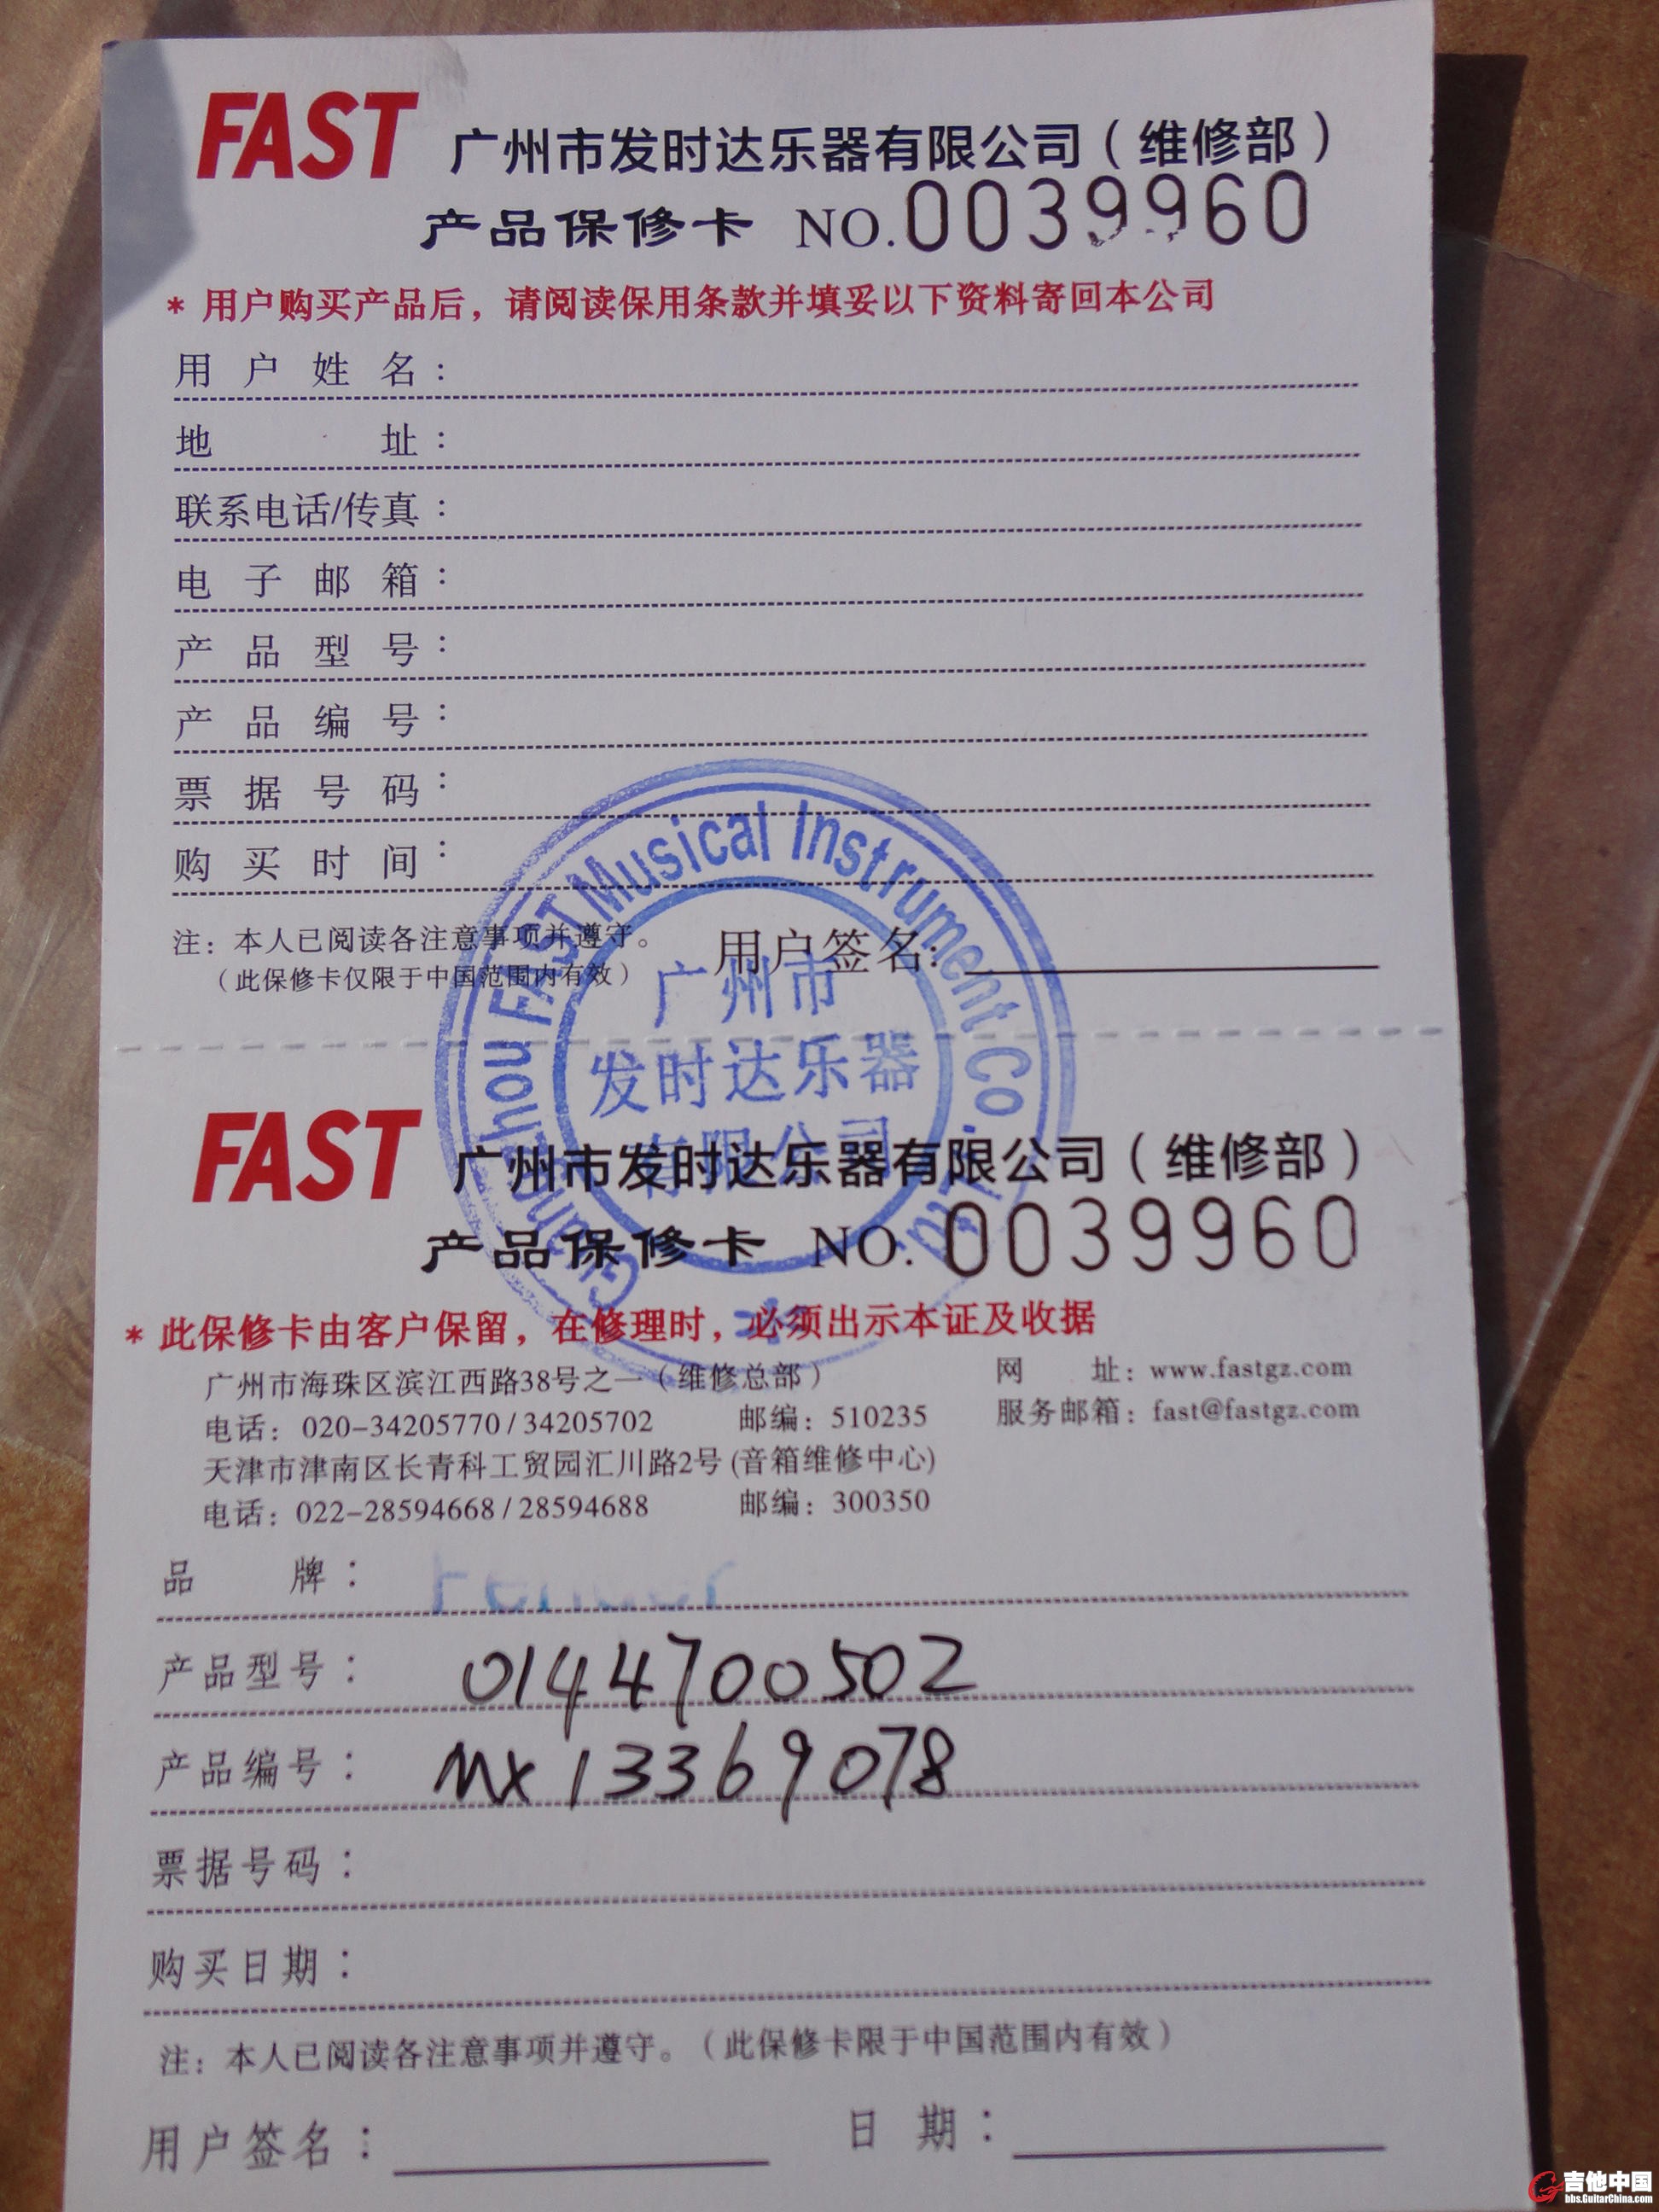 FAST 广州市发时达乐器有限公司（维修部）
产品保修卡 NO.0039960
* 用户购买产品后，请阅读保用条款并填妥以下资料寄回本公司
用户姓名：
地址：
联系电话/传真：
电子邮箱：
产品型号：
产品编号：
票据号码：
购买时间：
注：本人已阅读各注意事项并遵守。
（此保修卡仅限于中国范围内有效）
用户签名:
Guangzhou FAST Musical Instrument Co., Ltd.
广州市
发时达乐器
有限公司
FAST 广州市发时达乐器有限公司（维修部）
产品保修卡 NO.0039960
* 此保修卡由客户保留，在修理时，必须出示本证及收据
广州市海珠区滨江西路38号之一（维修总部） 网址：www.fastgz.com
电话：020-34205770/34205702 邮编：510235 服务邮箱：fast@fastgz.com
天津市津南区长青科工贸园汇川路2号(音箱维修中心)
电话：022-28594668/28594688 邮编：300350
品牌：Fender
产品型号：0144700502
产品编号：MX13369078
票据号码：
购买日期：
注：本人已阅读各注意事项并遵守。（此保修卡限于中国范围内有效）
用户签名： 日期：
吉他中国
bbs.GuitarChina.com